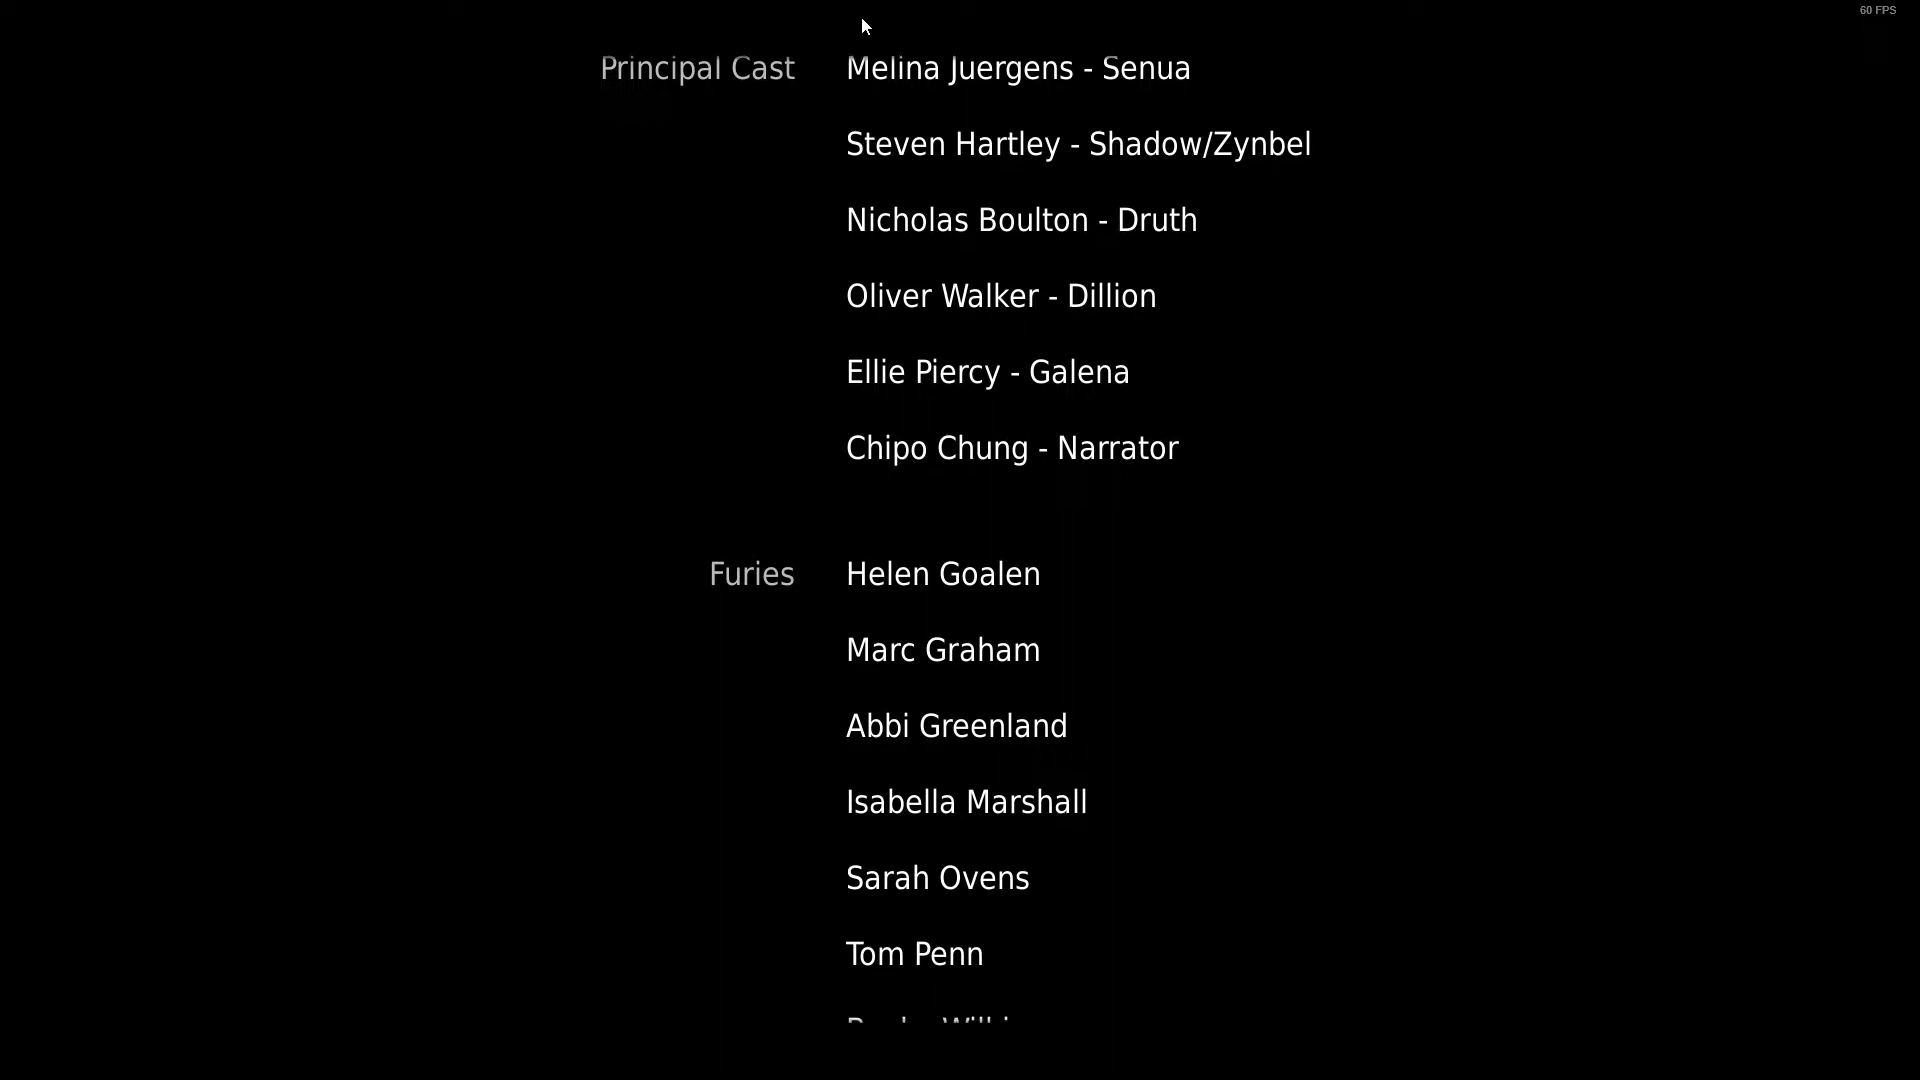 60 FPS
Principal Cast Melina Juergens - Senua
Steven Hartley - Shadow/Zynbel
Nicholas Boulton - Druth
Oliver Walker - Dillion
Ellie Piercy - Galena
Chipo Chung - Narrator
Furies Helen Goalen
Marc Graham
Abbi Greenland
Isabella Marshall
Sarah Ovens
Tom Penn